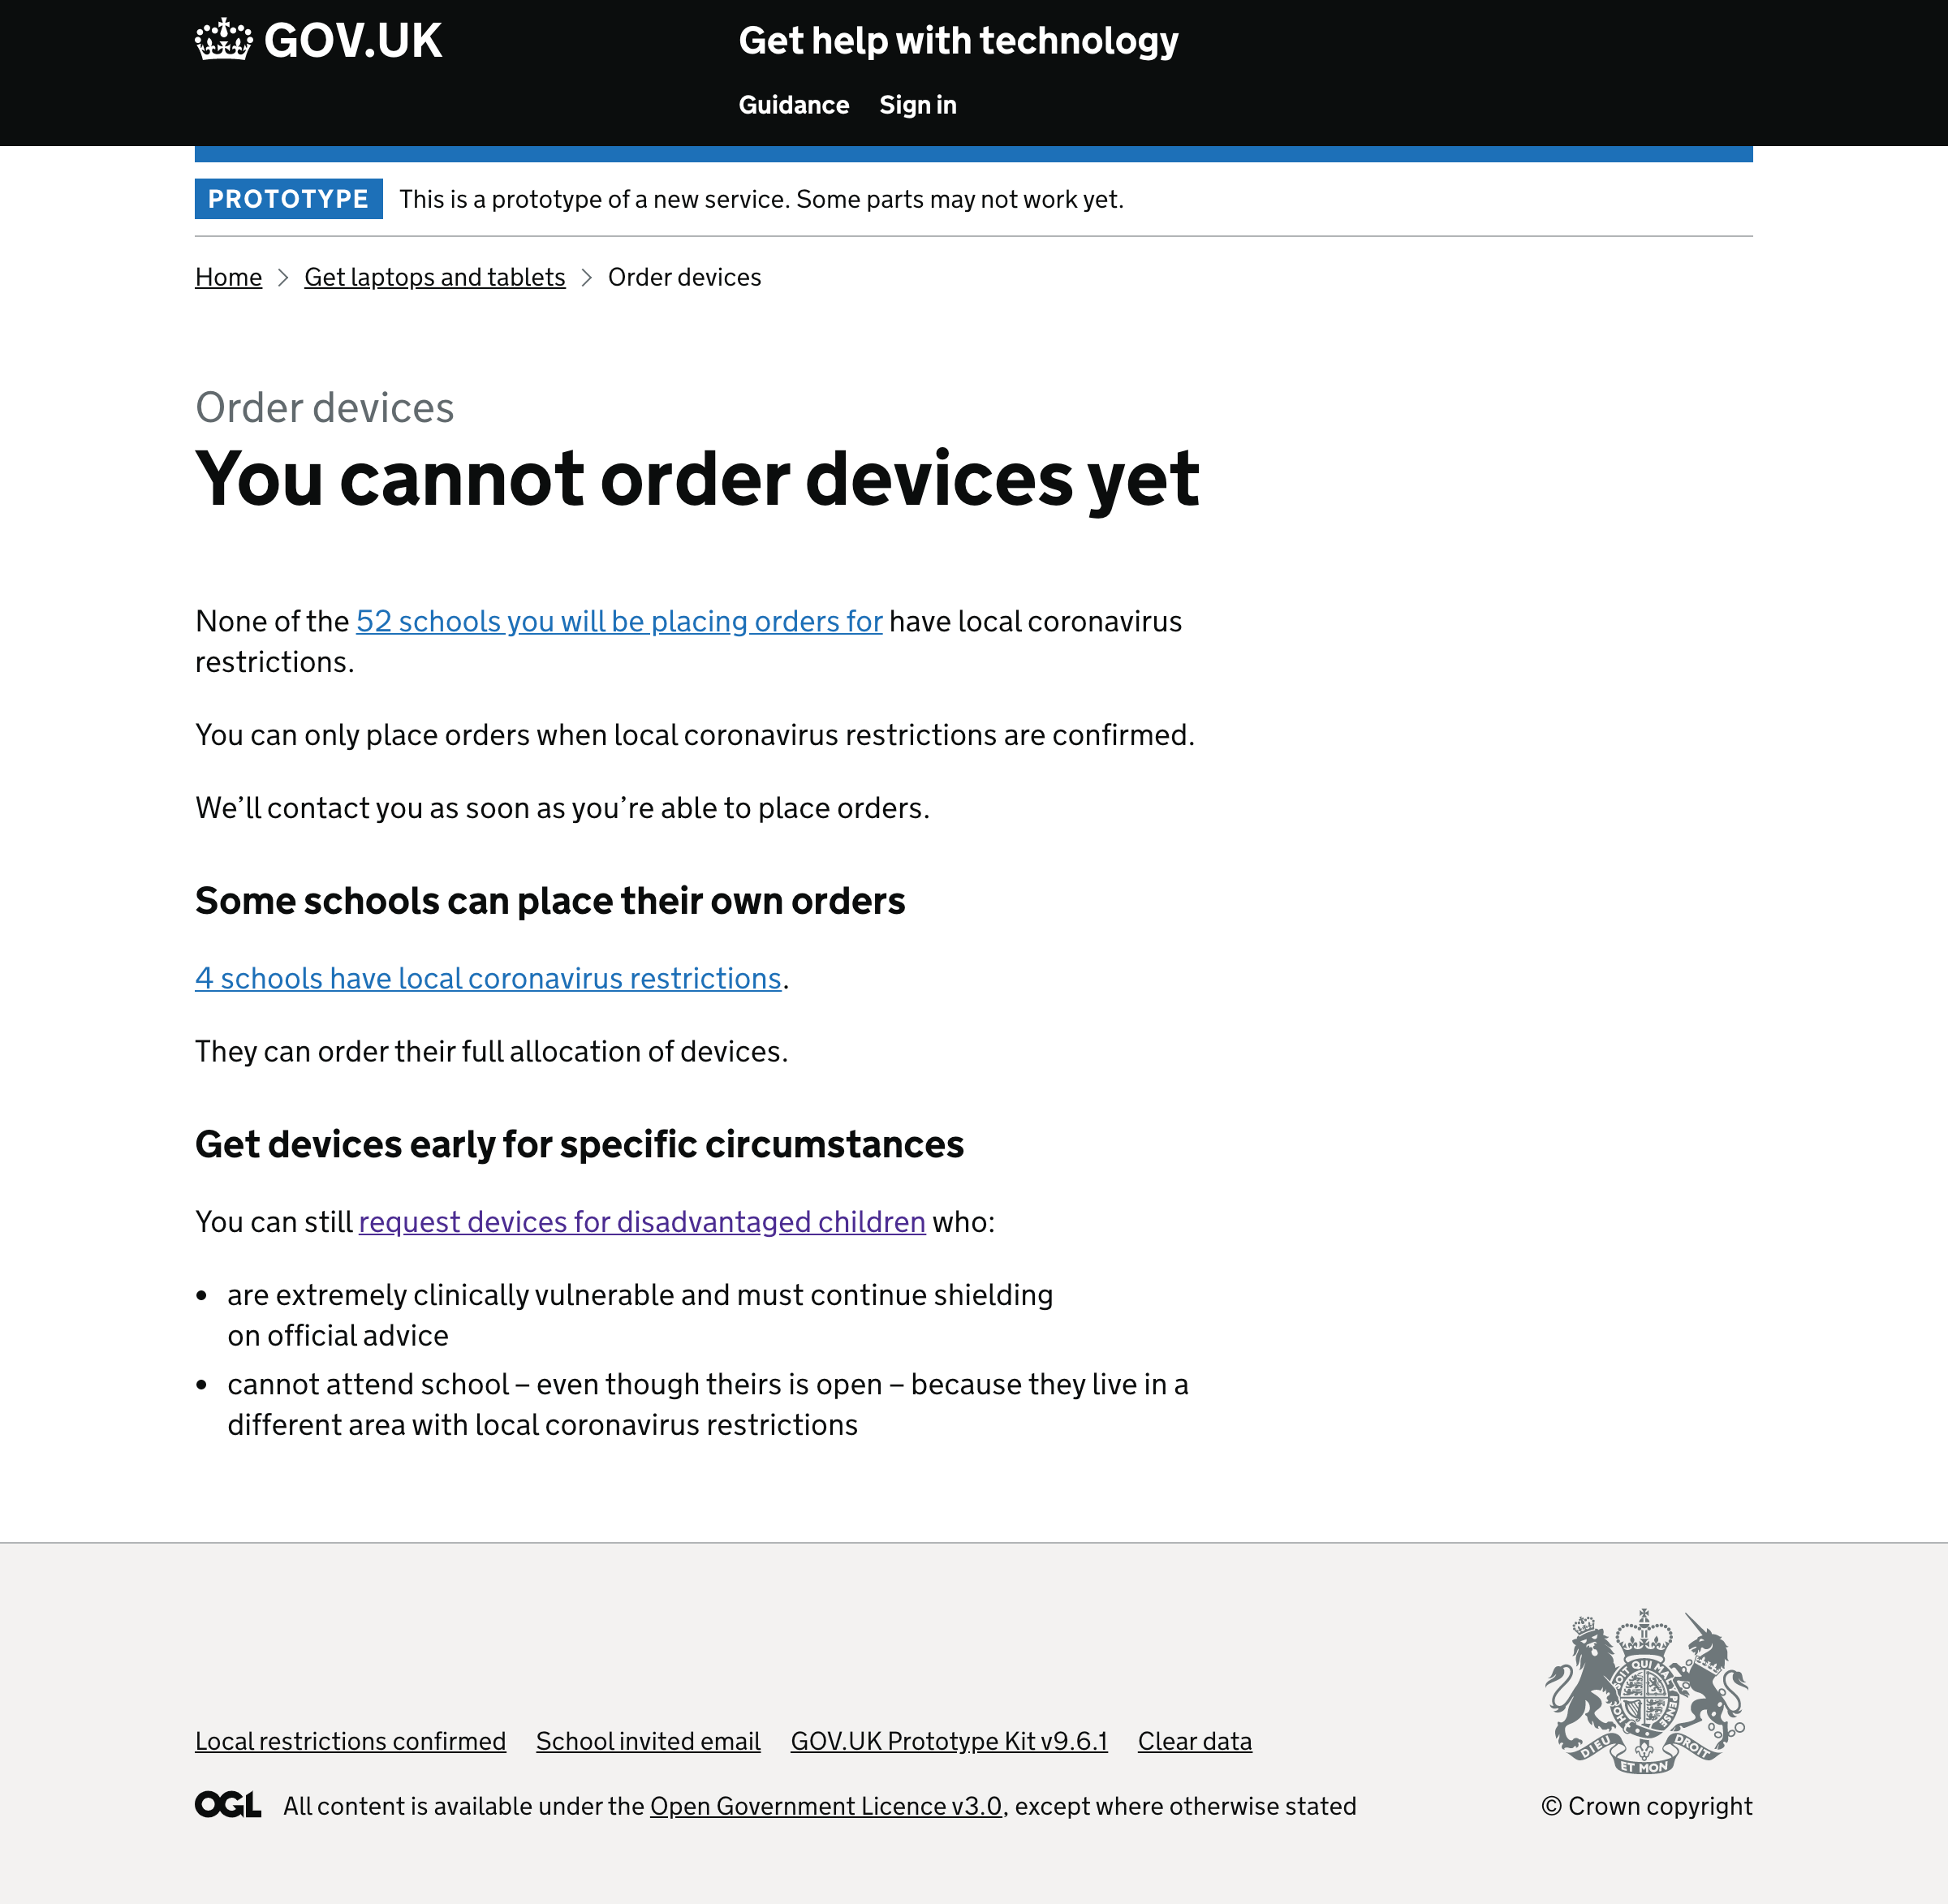 GOV.UK
Get help with technology
Guidance Sign in
PROTOTYPE This is a prototype of a new service. Some parts may not work yet.
Home Get laptops and tablets Order devices
Order devices
You cannot order devices yet
None of the 52 schools you will be placing orders for have local coronavirus
restrictions.
You can only place orders when local coronavirus restrictions are confirmed.
We’ll contact you as soon as you’re able to place orders.
Some schools can place their own orders
4 schools have local coronavirus restrictions.
They can order their full allocation of devices.
Get devices early for specific circumstances
You can still request devices for disadvantaged children who:
• are extremely clinically vulnerable and must continue shielding
on official advice
• cannot attend school – even though theirs is open – because they live in a
different area with local coronavirus restrictions
SOIT QUI MAL PENSE
DIEU ET MON DROIT
Local restrictions confirmed School invited email GOV.UK Prototype Kit v9.6.1 Clear data
OGL All content is available under the Open Government Licence v3.0, except where otherwise stated
© Crown copyright